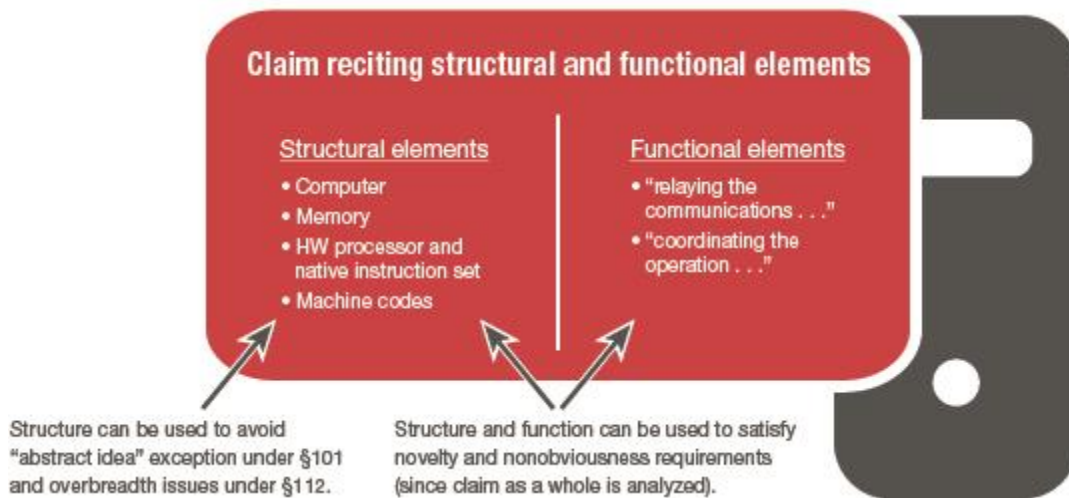 Claim reciting structural and functional elements
Structural elements
• Computer
• Memory
• HW processor and
native instruction set
• Machine codes
Functional elements
• “relaying the
communications . . .”
• “coordinating the
operation . . .”
Structure can be used to avoid
“abstract idea” exception under §101
and overbreadth issues under §112.
Structure and function can be used to satisfy
novelty and nonobviousness requirements
(since claim as a whole is analyzed).